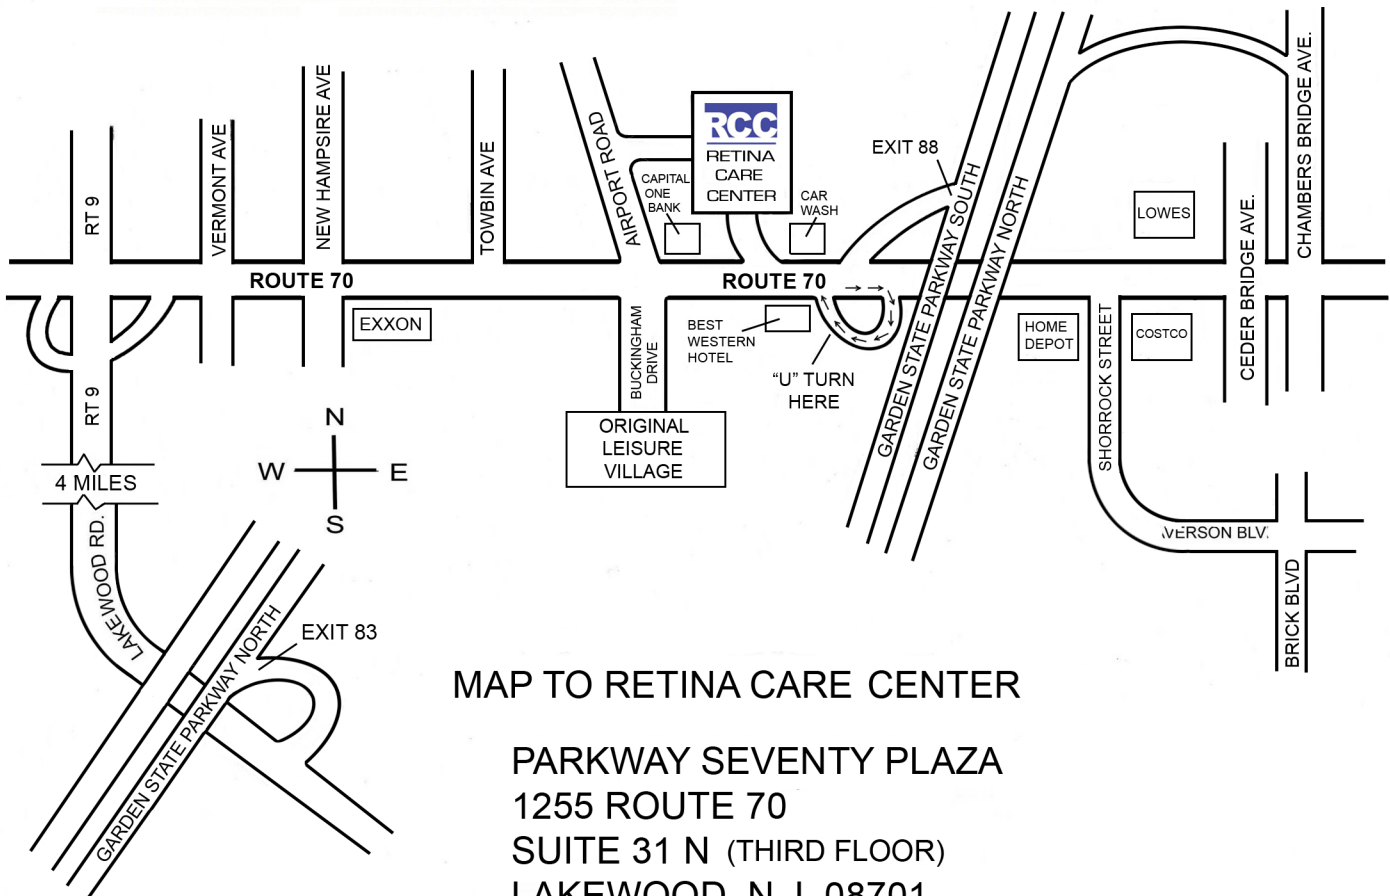 RT 9
VERMONT AVE
NEW HAMPSIRE AVE
TOWBIN AVE
AIRPORT ROAD
RCC
RETINA
CARE
CENTER
CAPITAL
ONE
BANK
CAR
WASH
EXIT 88
GARDEN STATE PARKWAY SOUTH
GARDEN STATE PARKWAY NORTH
LOWES
CEDER BRIDGE AVE.
CHAMBERS BRIDGE AVE.
ROUTE 70
ROUTE 70
EXXON
BUCKINGHAM
DRIVE
BEST
WESTERN
HOTEL
“U” TURN
HERE
HOME
DEPOT
SHORROCK STREET
COSTCO
RT 9
ORIGINAL
LEISURE
VILLAGE
N
W
E
S
4 MILES
LAKEWOOD RD.
VERSON BLV.
BRICK BLVD
EXIT 83
GARDEN STATE PARKWAY NORTH
MAP TO RETINA CARE CENTER
PARKWAY SEVENTY PLAZA
1255 ROUTE 70
SUITE 31 N (THIRD FLOOR)
LAKEWOOD, N.J. 08701